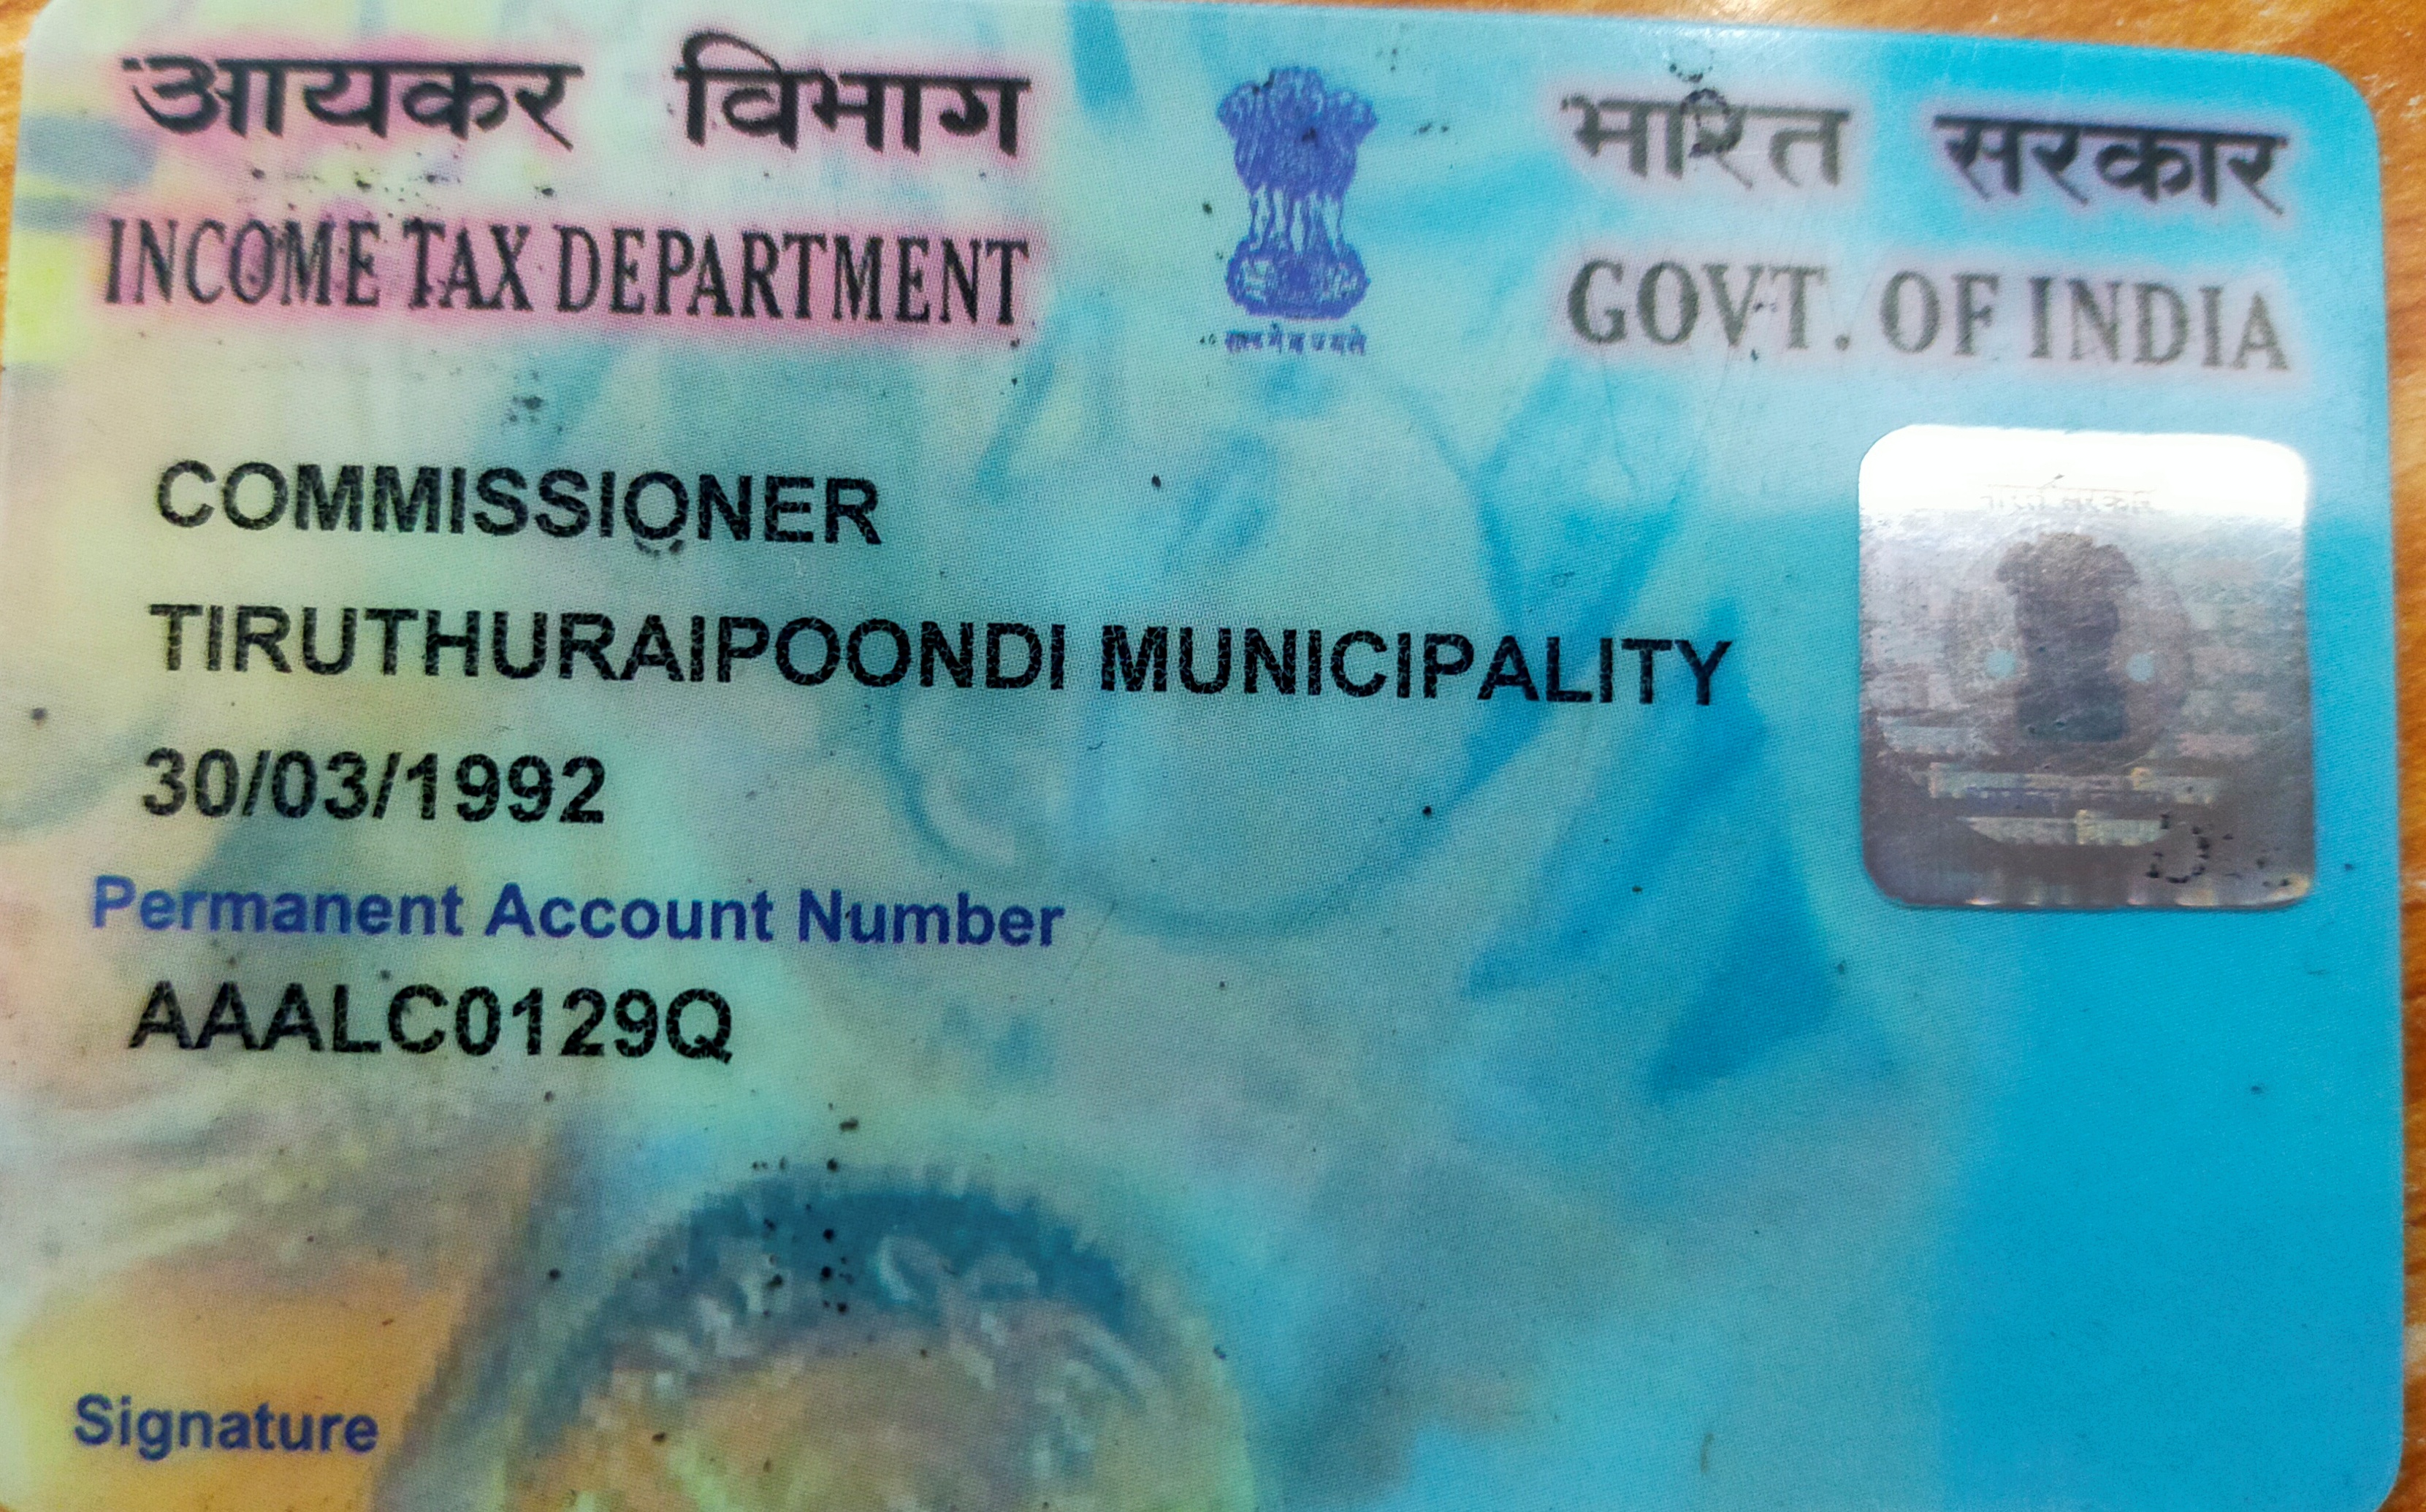 आयकर विभाग
INCOME TAX DEPARTMENT
भारत सरकार
GOVT. OF INDIA
सत्यमेव जयते
COMMISSIONER
TIRUTHURAIPOONDI MUNICIPALITY
30/03/1992
Permanent Account Number
AAALC0129Q
Signature